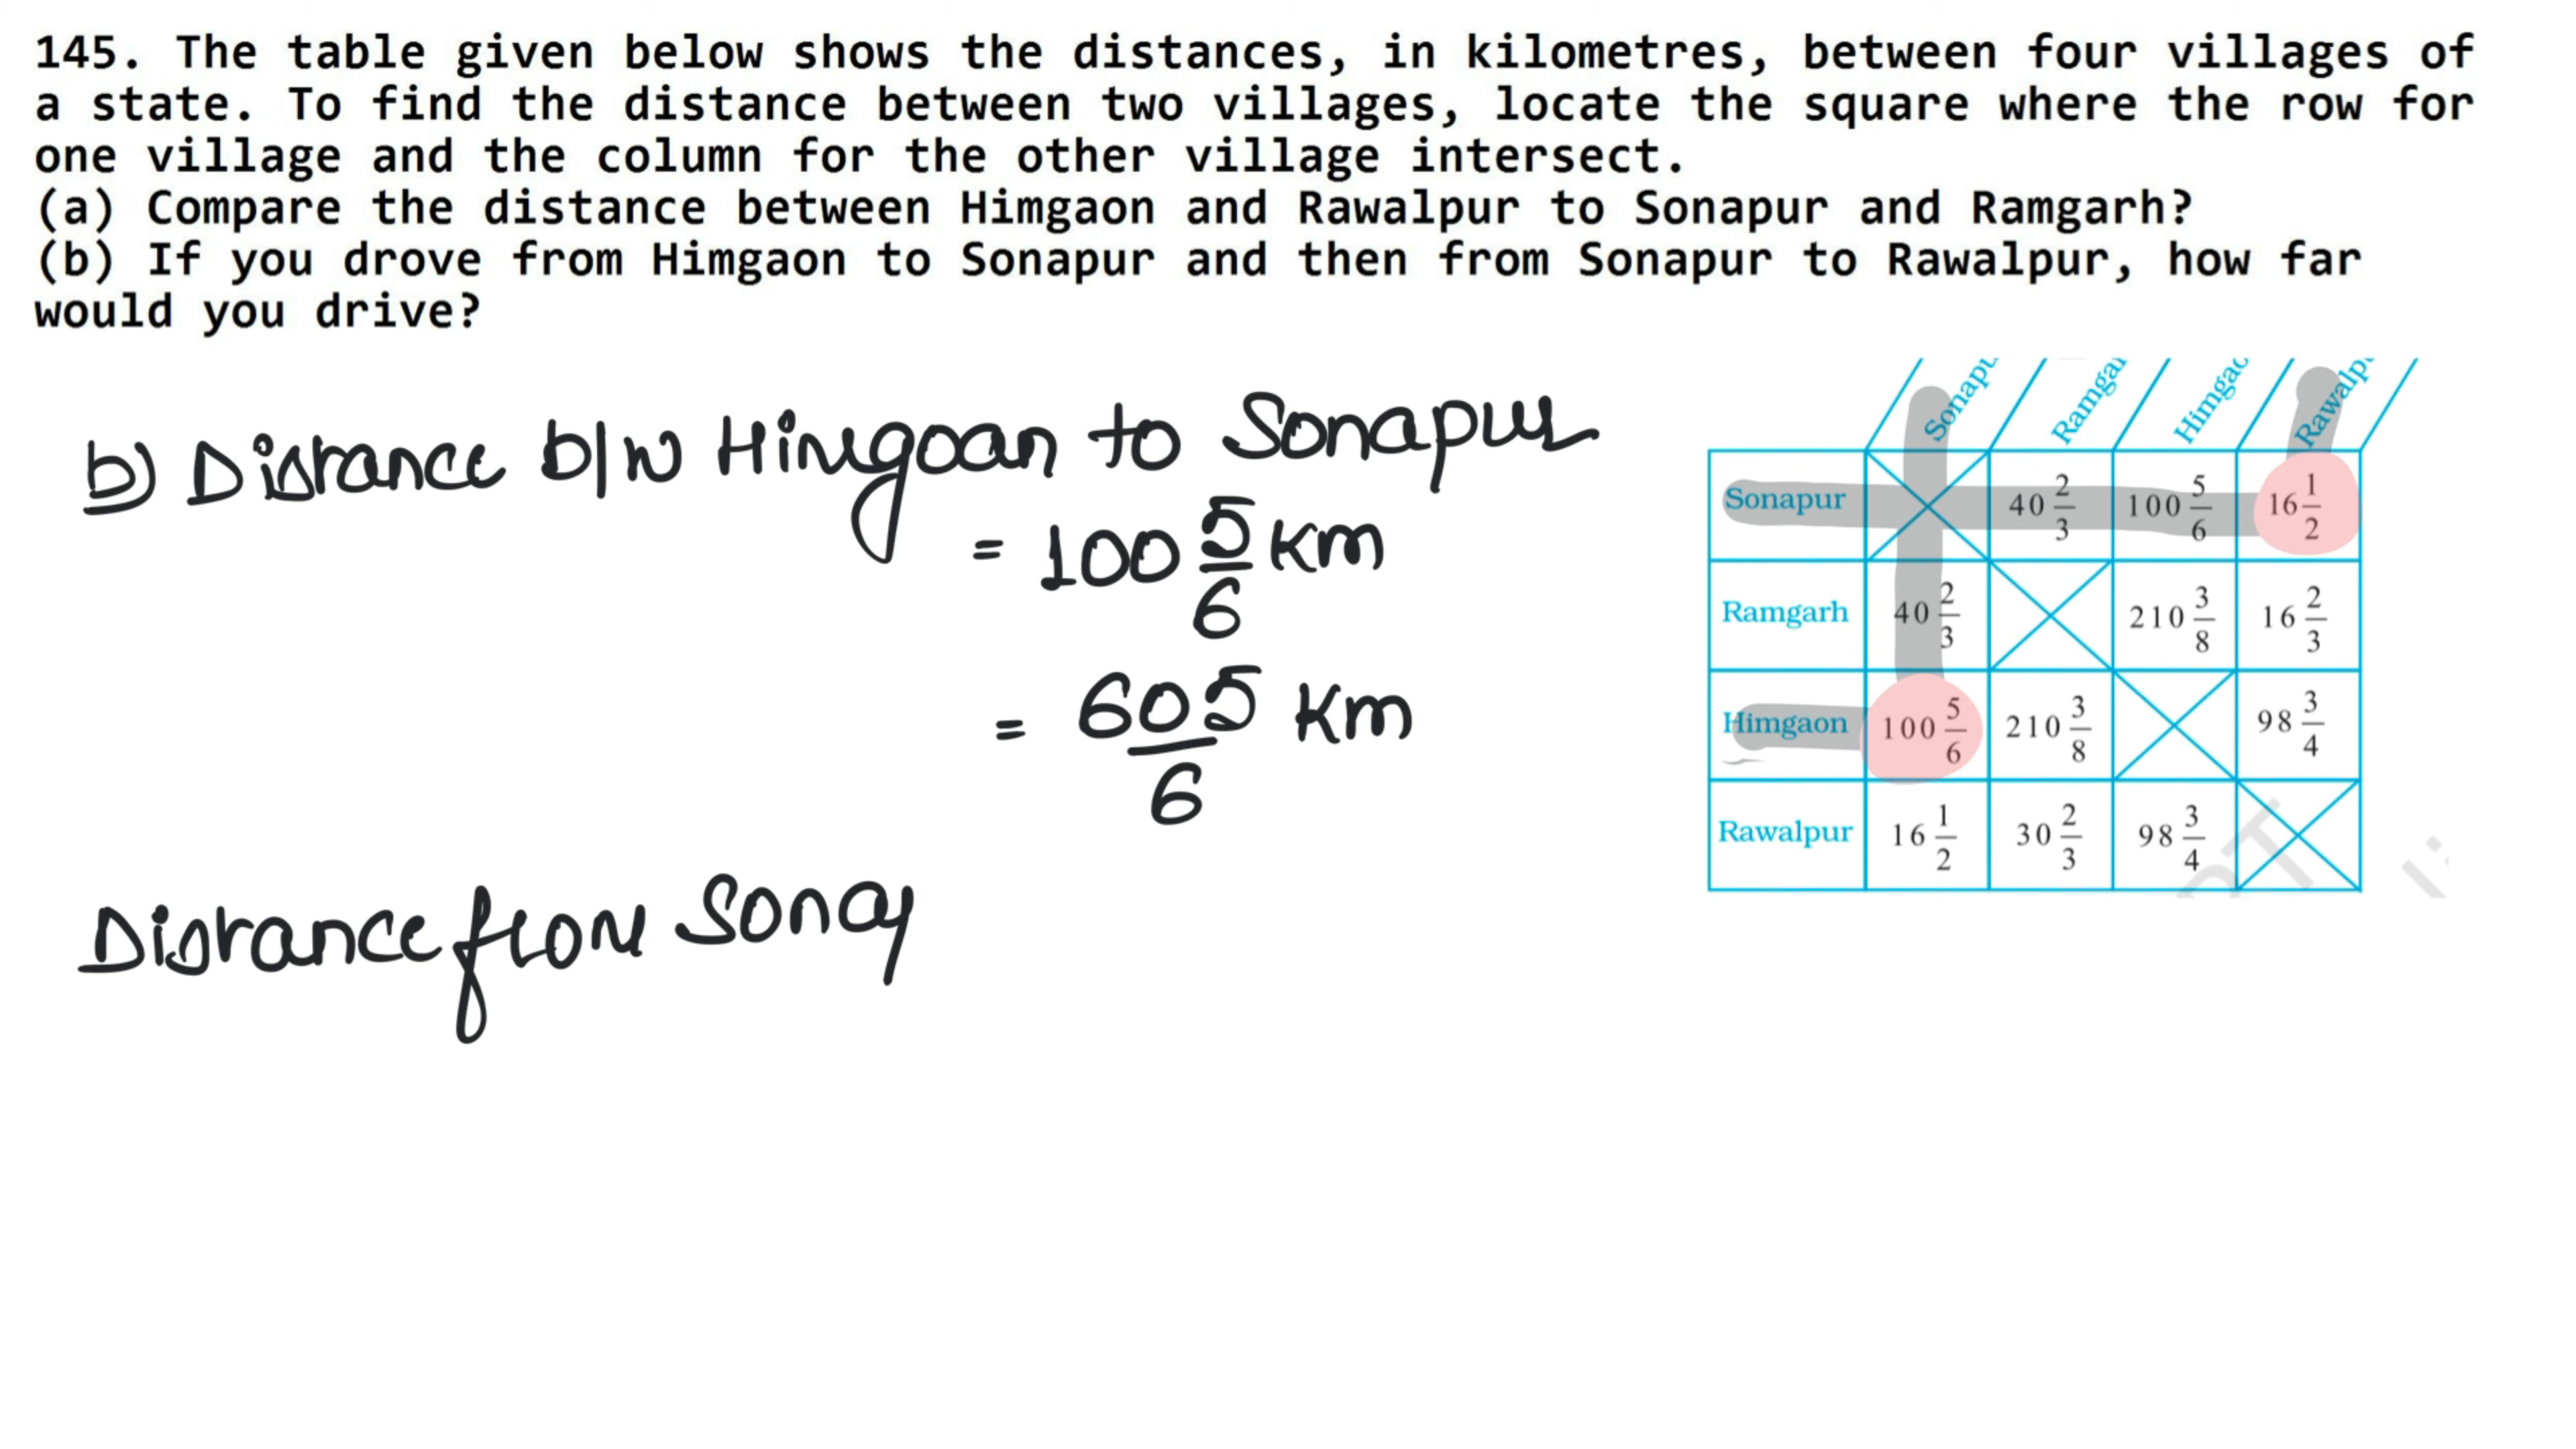 145. The table given below shows the distances, in kilometres, between four villages of
a state. To find the distance between two villages, locate the square where the row for
one village and the column for the other village intersect.
(a) Compare the distance between Himgaon and Rawalpur to Sonapur and Ramgarh?
(b) If you drove from Himgaon to Sonapur and then from Sonapur to Rawalpur, how far
would you drive?
b) Distance b/w Himgoan to Sonapur
= 100 5/6 Km
= 605/6 Km
Distance from Sonap
Sonapu Ramgar Himgao Rawalpu
Sonapur 40 2/3 100 5/6 16 1/2
Ramgarh 40 2/3 210 3/8 16 2/3
Himgaon 100 5/6 210 3/8 98 3/4
Rawalpur 16 1/2 30 2/3 98 3/4